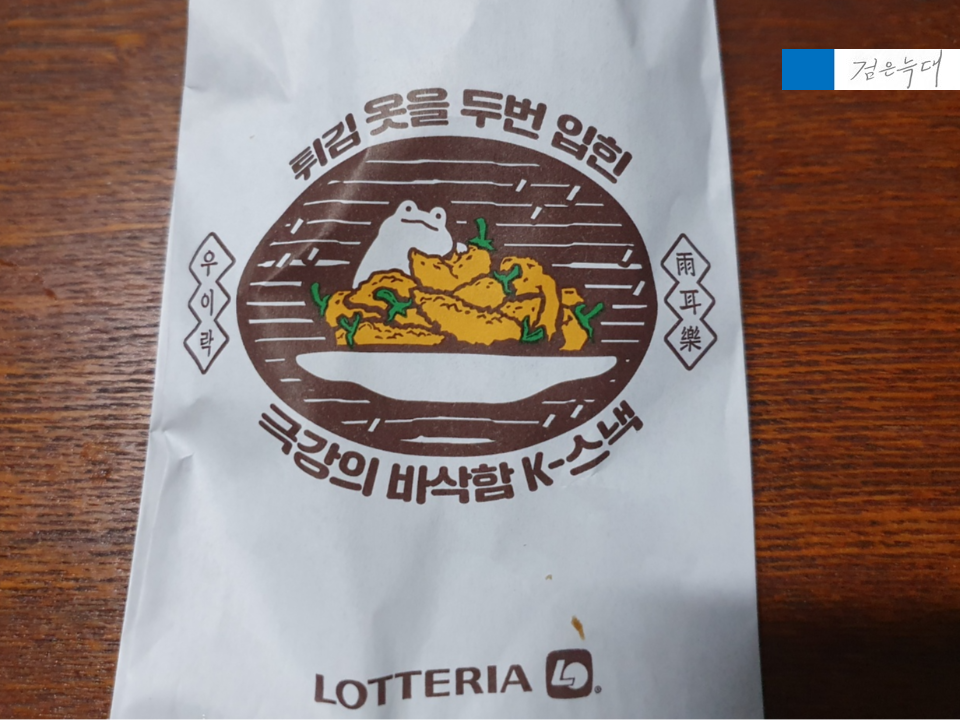 검은늑대
튀김 옷을 두번 입힌
우이락
雨耳樂
극강의 바삭함 K-스낵
LOTTERIA